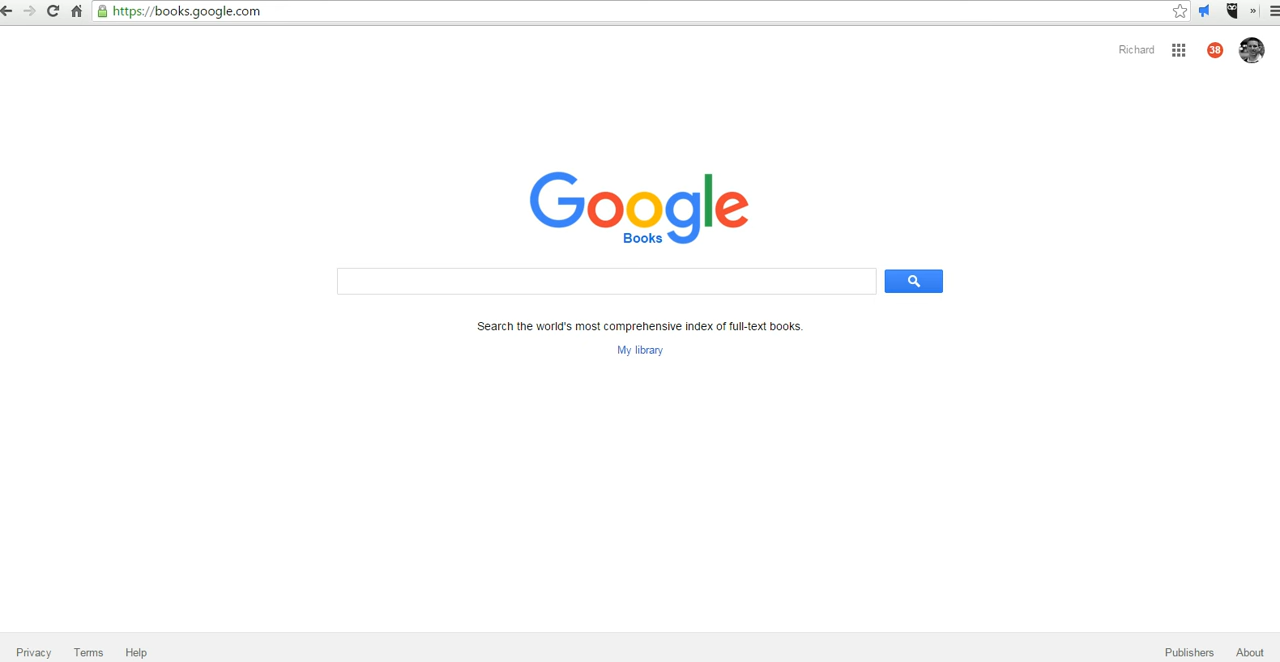 https://books.google.com
Richard
38
Google
Books
Search the world's most comprehensive index of full-text books.
My library
Privacy Terms Help Publishers About